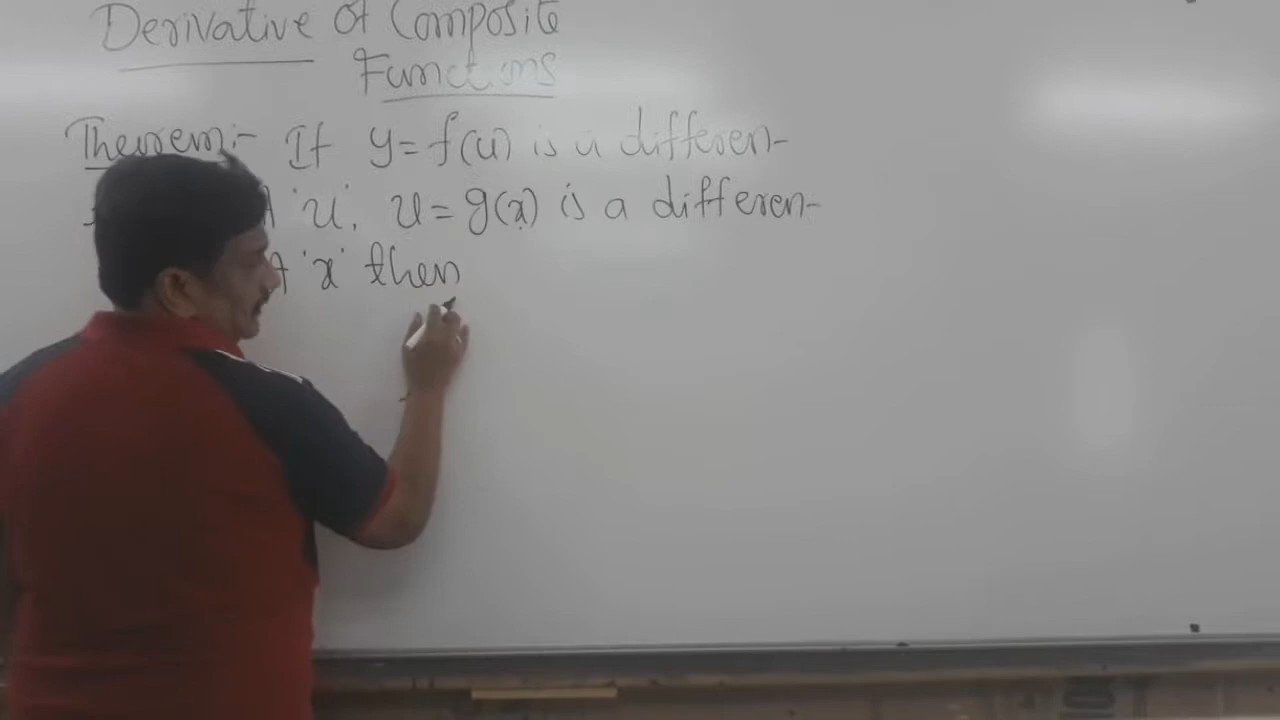 Derivative of Composite
Functions
Theorem:- If y=f(u) is a differen-
'u'. u=g(x) is a differen-
'x' then